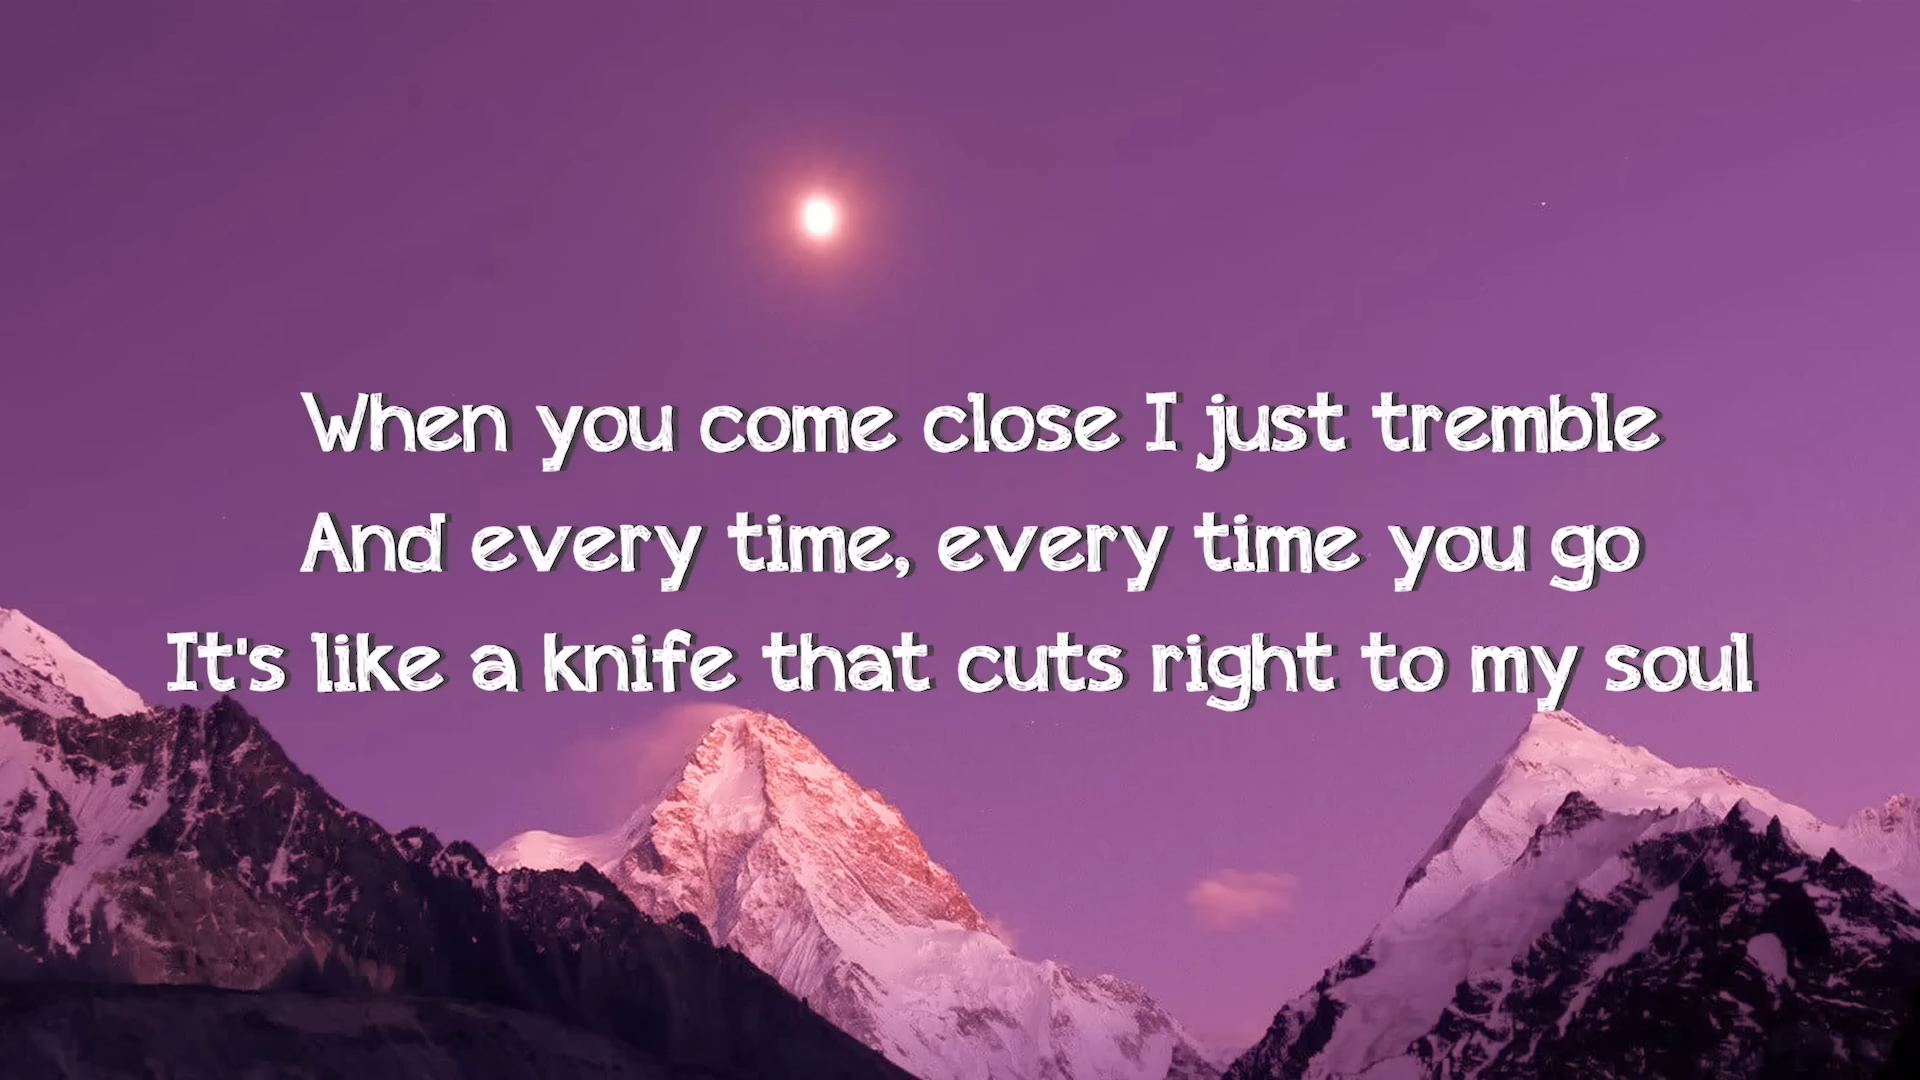 When you come close I just tremble
And every time, every time you go
It's like a knife that cuts right to my soul